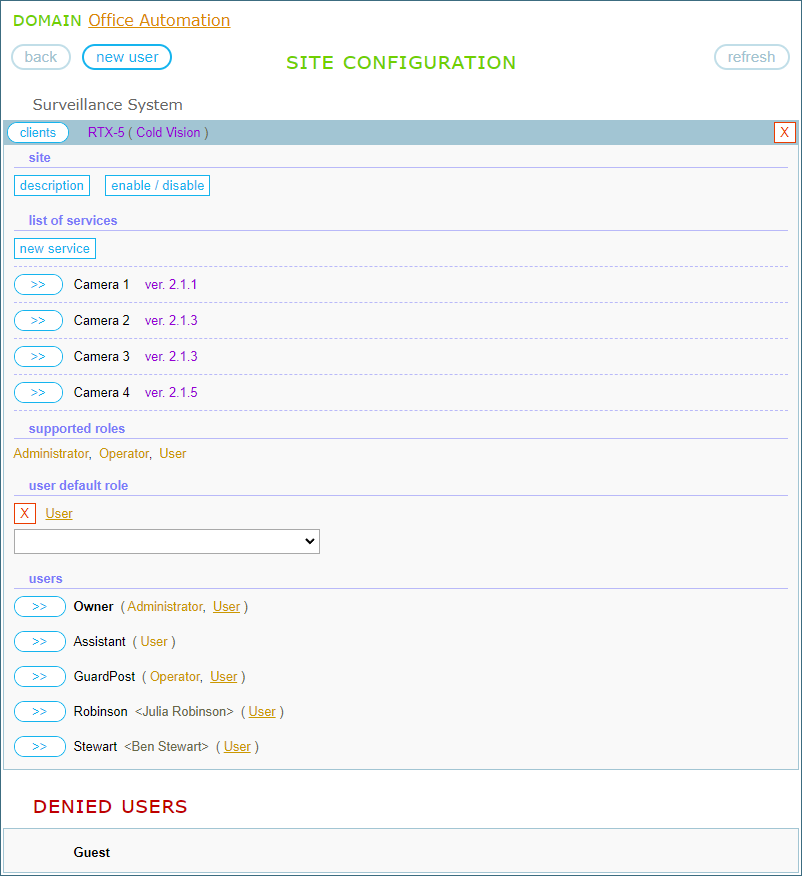 DOMAIN Office Automation
back new user SITE CONFIGURATION refresh
Surveillance System
clients RTX-5 ( Cold Vision ) X
site
description enable / disable
list of services
new service
>> Camera 1 ver. 2.1.1
>> Camera 2 ver. 2.1.3
>> Camera 3 ver. 2.1.3
>> Camera 4 ver. 2.1.5
supported roles
Administrator, Operator, User
user default role
X User
users
>> Owner ( Administrator, User )
>> Assistant ( User )
>> GuardPost ( Operator, User )
>> Robinson <Julia Robinson> ( User )
>> Stewart <Ben Stewart> ( User )
DENIED USERS
Guest